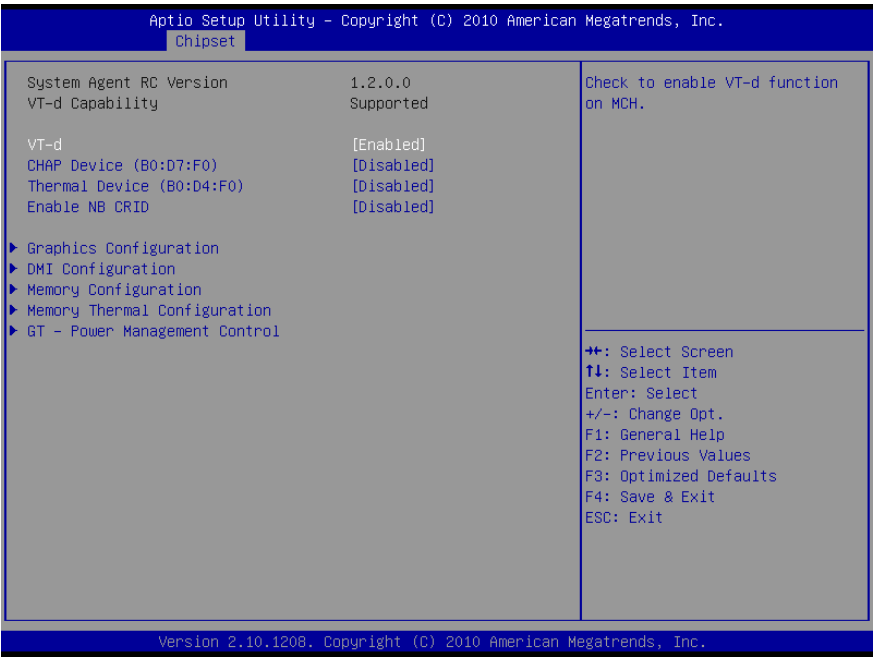 Aptio Setup Utility – Copyright (C) 2010 American Megatrends, Inc.
Chipset
System Agent RC Version 1.2.0.0
VT-d Capability Supported
VT-d [Enabled]
CHAP Device (B0:D7:F0) [Disabled]
Thermal Device (B0:D4:F0) [Disabled]
Enable NB CRID [Disabled]
▶ Graphics Configuration
▶ DMI Configuration
▶ Memory Configuration
▶ Memory Thermal Configuration
▶ GT – Power Management Control
Check to enable VT-d function
on MCH.
→←: Select Screen
↑↓: Select Item
Enter: Select
+/-: Change Opt.
F1: General Help
F2: Previous Values
F3: Optimized Defaults
F4: Save & Exit
ESC: Exit
Version 2.10.1208. Copyright (C) 2010 American Megatrends, Inc.